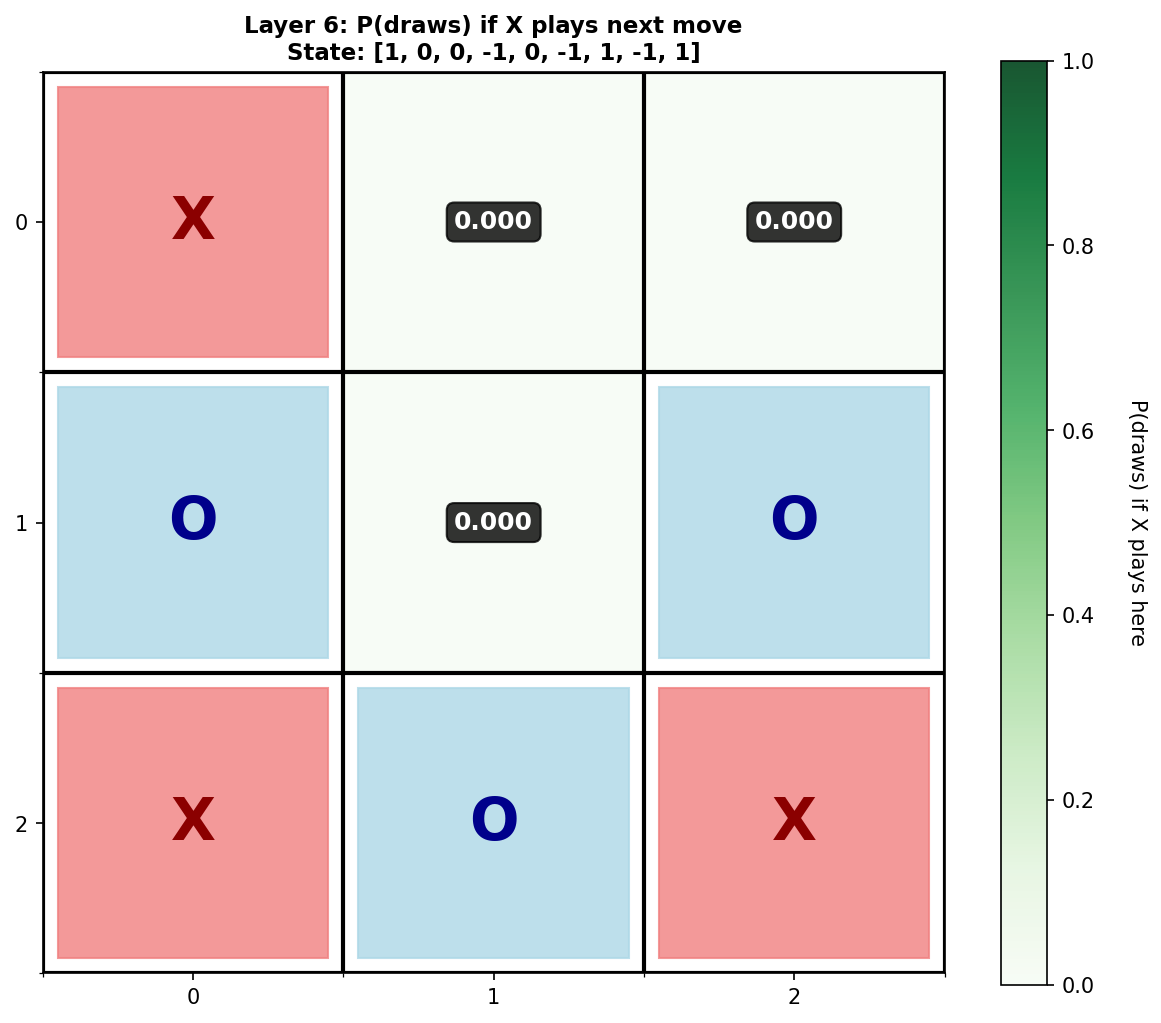 Layer 6: P(draws) if X plays next move
State: [1, 0, 0, -1, 0, -1, 1, -1, 1]
X
0.000
0.000
O
0.000
O
X
O
X
0
1
2
0
1
2
1.0
0.8
0.6
0.4
0.2
0.0
P(draws) if X plays here